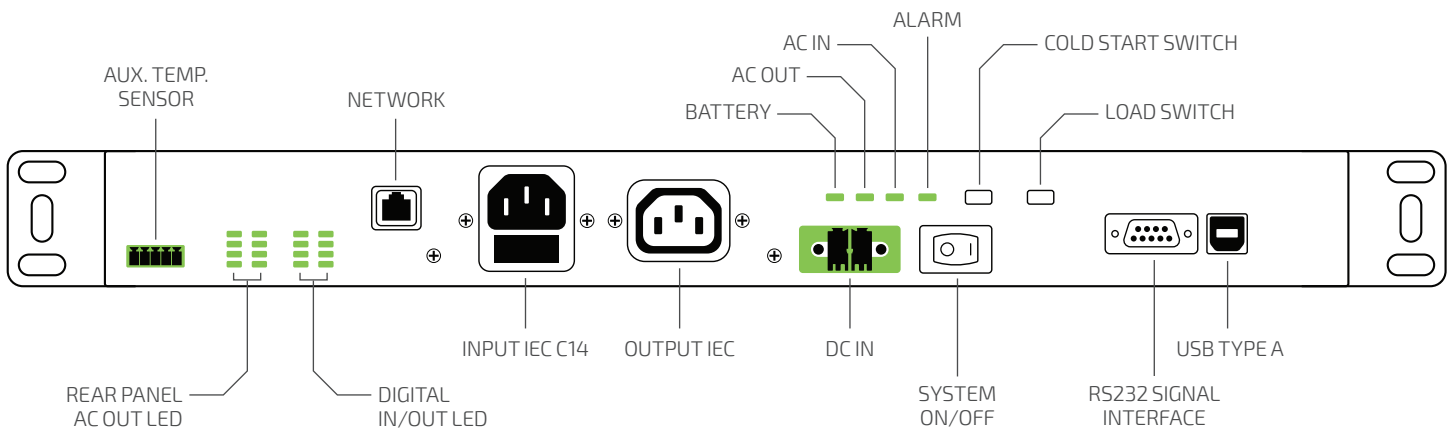 ALARM
AC IN
COLD START SWITCH
AUX. TEMP.
SENSOR
AC OUT
NETWORK
BATTERY
LOAD SWITCH
INPUT IEC C14
OUTPUT IEC
DC IN
USB TYPE A
REAR PANEL
AC OUT LED
DIGITAL
IN/OUT LED
SYSTEM
ON/OFF
RS232 SIGNAL
INTERFACE